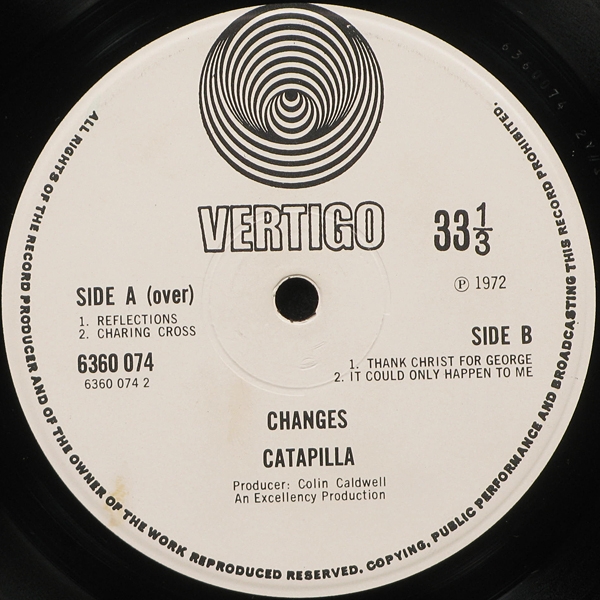 VERTIGO
33 1/3
℗ 1972
SIDE A (over)
1. REFLECTIONS
2. CHARING CROSS
6360 074
6360 074 2
SIDE B
1. THANK CHRIST FOR GEORGE
2. IT COULD ONLY HAPPEN TO ME
CHANGES
CATAPILLA
Producer: Colin Caldwell
An Excellency Production
ALL RIGHTS OF THE RECORD PRODUCER AND OF THE OWNER OF THE WORK REPRODUCED RESERVED. COPYING, PUBLIC PERFORMANCE AND BROADCASTING THIS RECORD PROHIBITED.